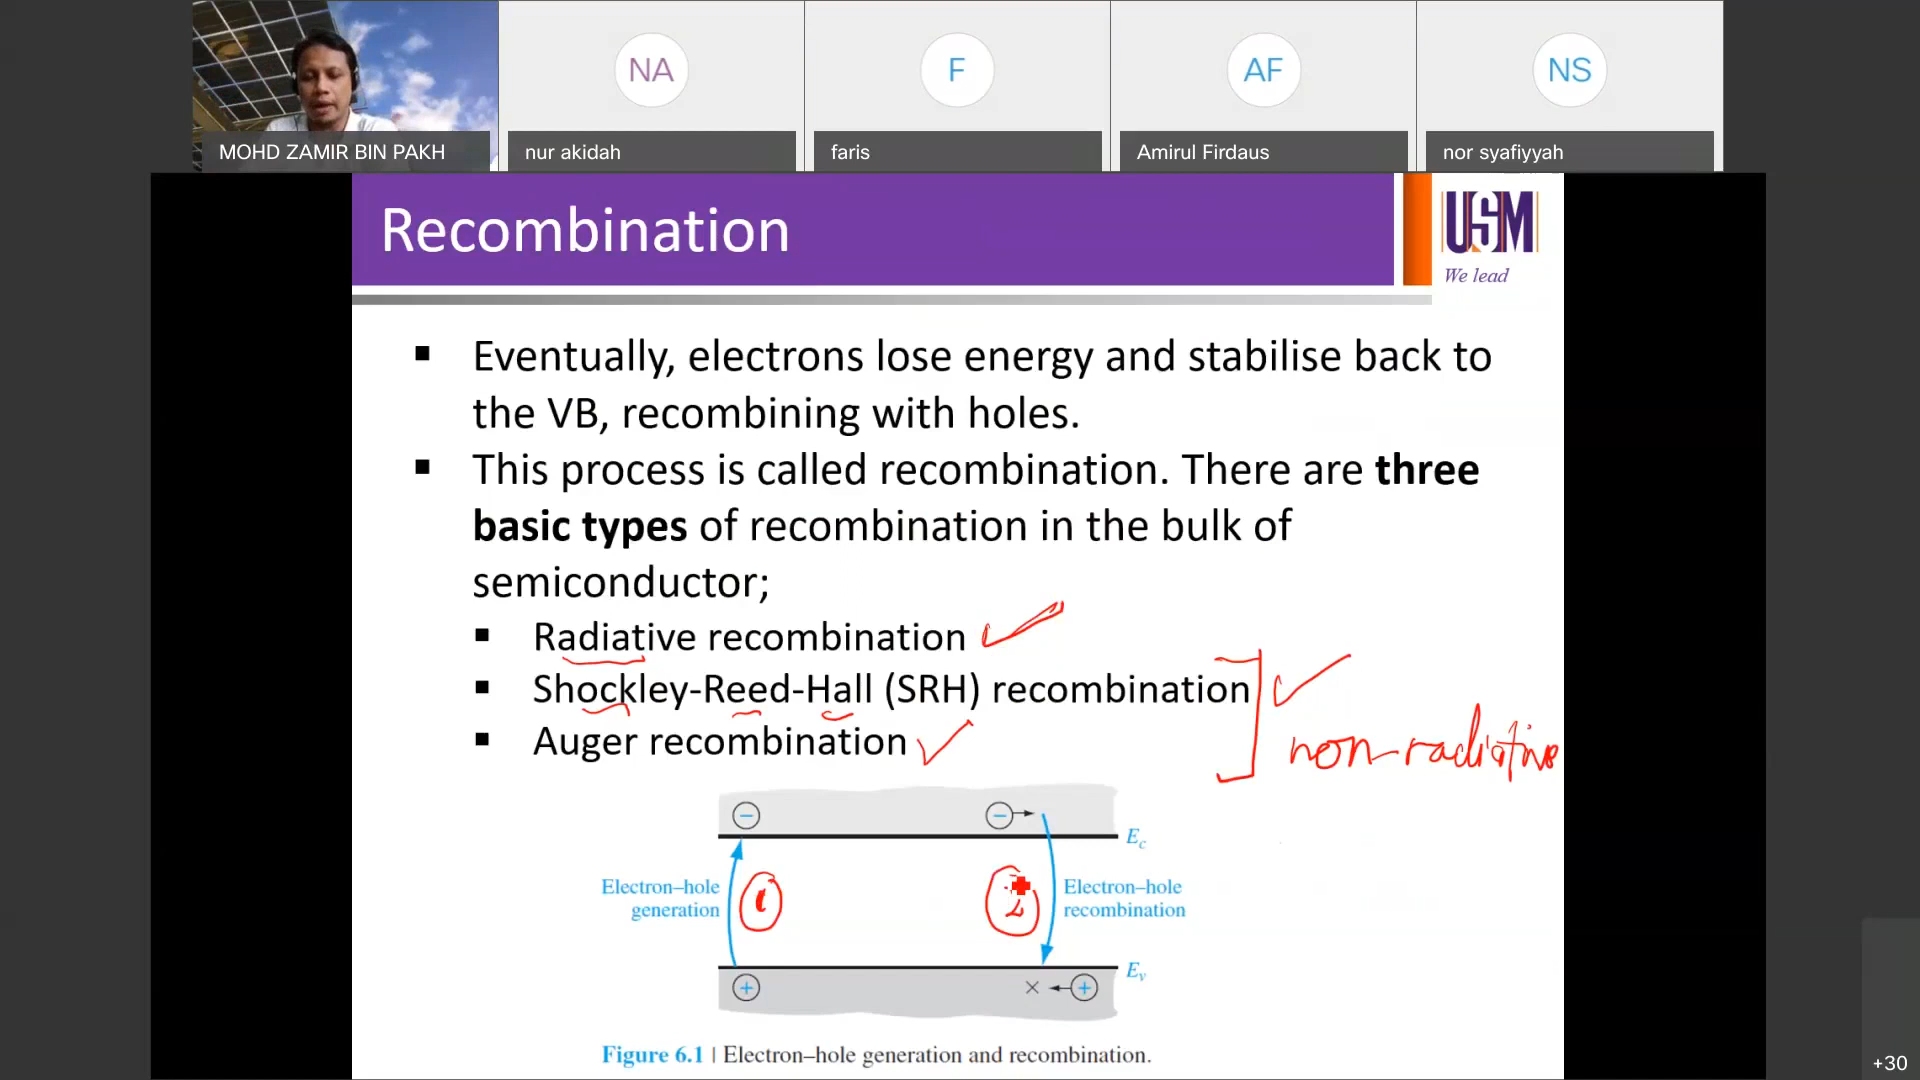 NA
F
AF
NS
MOHD ZAMIR BIN PAKH
nur akidah
faris
Amirul Firdaus
nor syafiyyah
Recombination
USM
We lead
▪ Eventually, electrons lose energy and stabilise back to
the VB, recombining with holes.
▪ This process is called recombination. There are three
basic types of recombination in the bulk of
semiconductor;
▪ Radiative recombination
▪ Shockley-Reed-Hall (SRH) recombination
▪ Auger recombination
non-radiative
Ec
Electron–hole
generation
1
2
Electron–hole
recombination
Ev
Figure 6.1 | Electron–hole generation and recombination.
+30